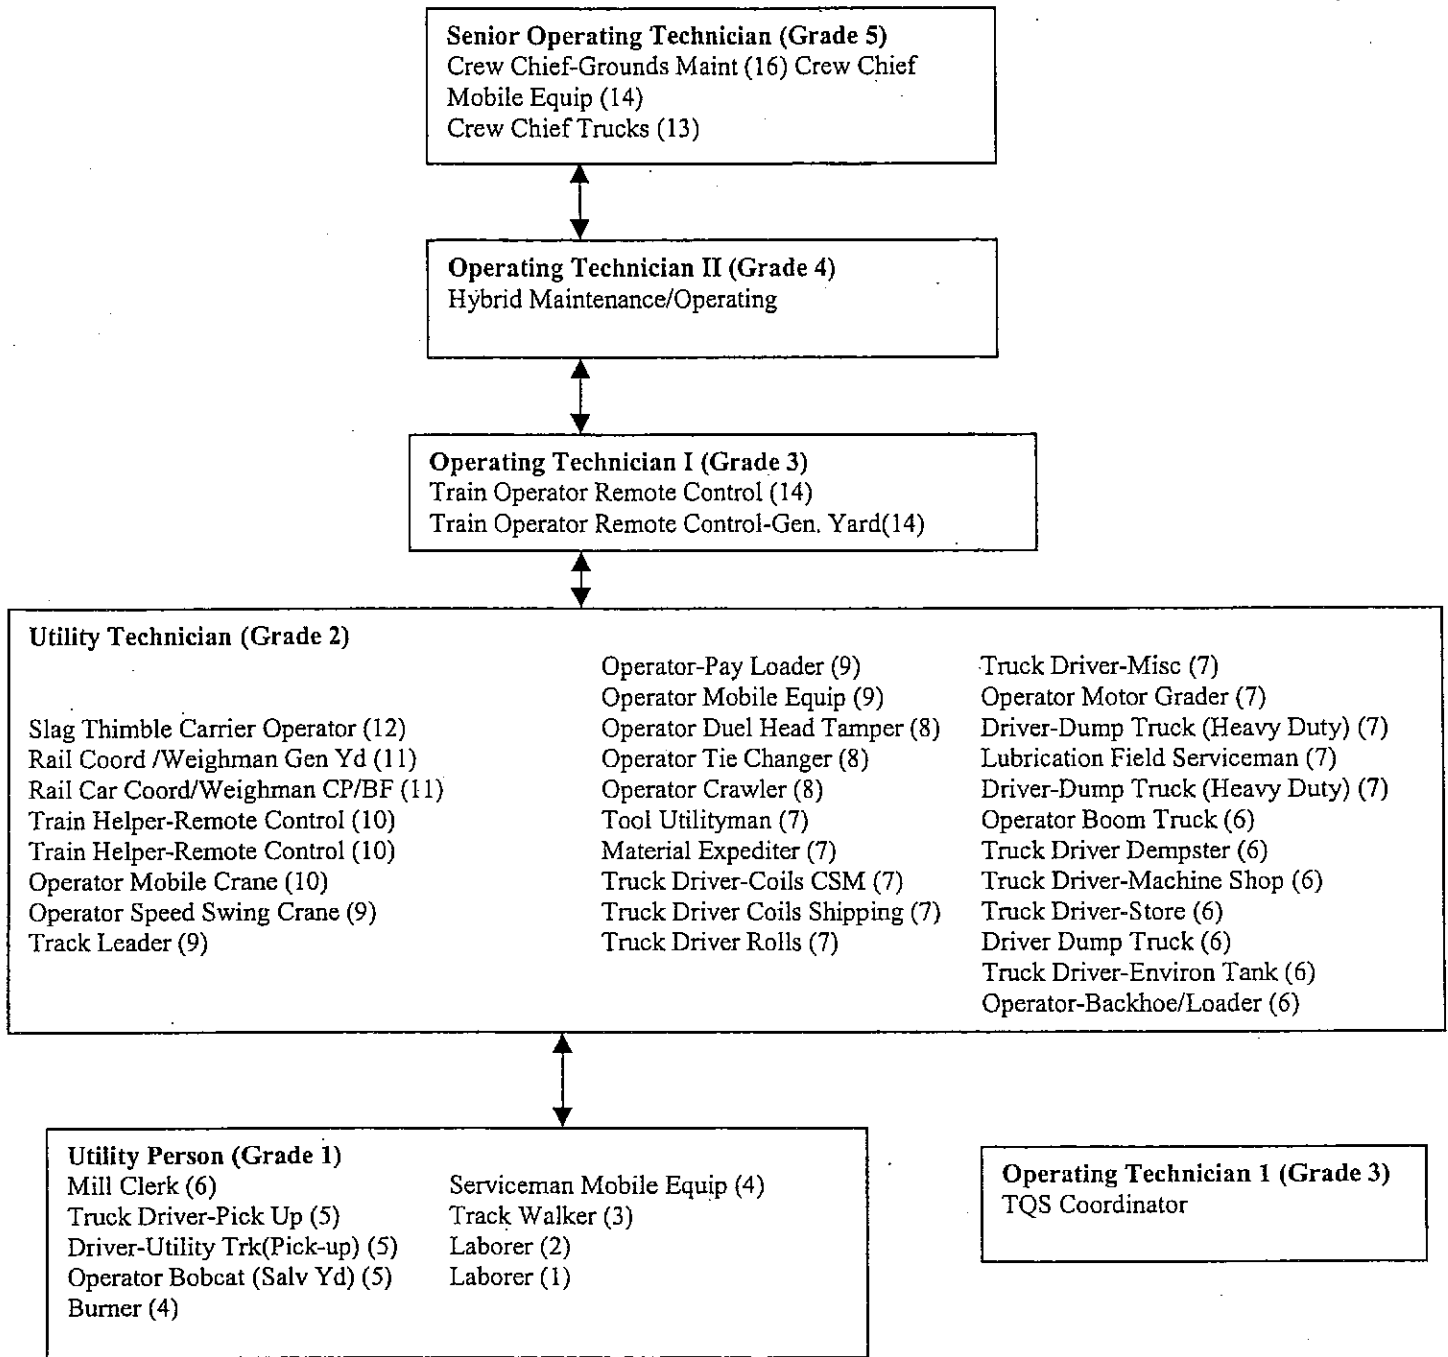 Senior Operating Technician (Grade 5)
Crew Chief-Grounds Maint (16) Crew Chief
Mobile Equip (14)
Crew Chief Trucks (13)
Operating Technician II (Grade 4)
Hybrid Maintenance/Operating
Operating Technician I (Grade 3)
Train Operator Remote Control (14)
Train Operator Remote Control-Gen. Yard(14)
Utility Technician (Grade 2)
Slag Thimble Carrier Operator (12)
Rail Coord /Weighman Gen Yd (11)
Rail Car Coord/Weighman CP/BF (11)
Train Helper-Remote Control (10)
Train Helper-Remote Control (10)
Operator Mobile Crane (10)
Operator Speed Swing Crane (9)
Track Leader (9)
Operator-Pay Loader (9)
Operator Mobile Equip (9)
Operator Duel Head Tamper (8)
Operator Tie Changer (8)
Operator Crawler (8)
Tool Utilityman (7)
Material Expediter (7)
Truck Driver-Coils CSM (7)
Truck Driver Coils Shipping (7)
Truck Driver Rolls (7)
Truck Driver-Misc (7)
Operator Motor Grader (7)
Driver-Dump Truck (Heavy Duty) (7)
Lubrication Field Serviceman (7)
Driver-Dump Truck (Heavy Duty) (7)
Operator Boom Truck (6)
Truck Driver Dempster (6)
Truck Driver-Machine Shop (6)
Truck Driver-Store (6)
Driver Dump Truck (6)
Truck Driver-Environ Tank (6)
Operator-Backhoe/Loader (6)
Utility Person (Grade 1)
Mill Clerk (6)
Truck Driver-Pick Up (5)
Driver-Utility Trk(Pick-up) (5)
Operator Bobcat (Salv Yd) (5)
Burner (4)
Serviceman Mobile Equip (4)
Track Walker (3)
Laborer (2)
Laborer (1)
Operating Technician 1 (Grade 3)
TQS Coordinator